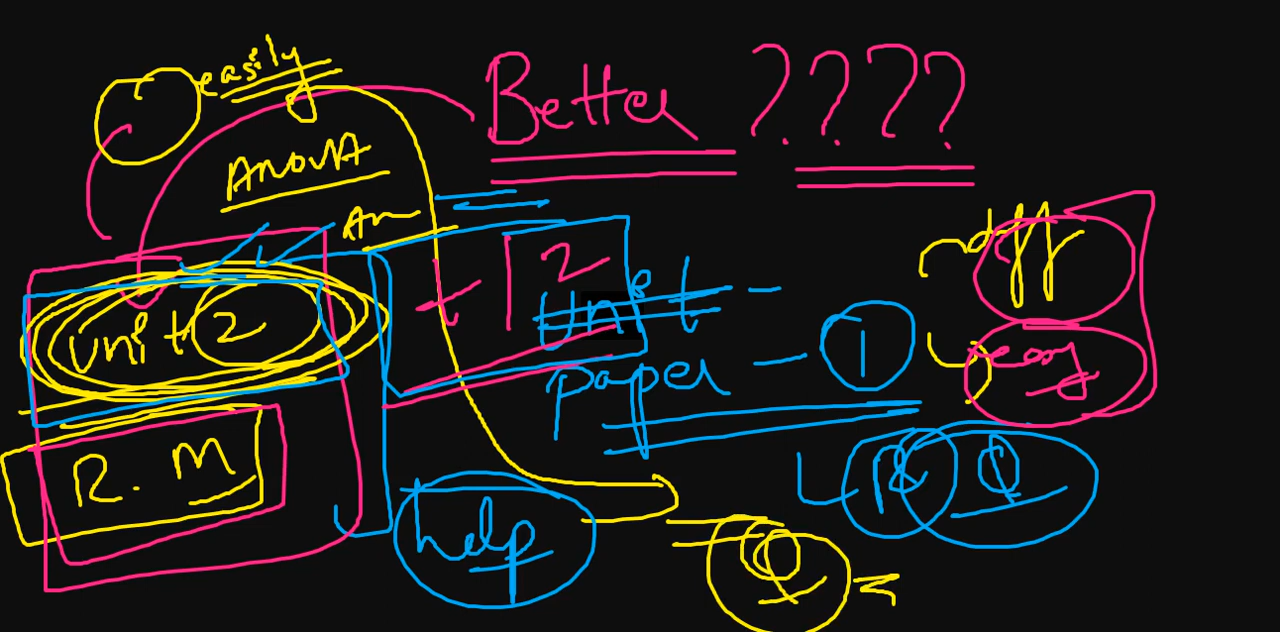 easily
Better ????
ANOVA
An
Unit 2
t 2
Unit -
Paper - 1
diff
easy
R. M
help
R Q
Q